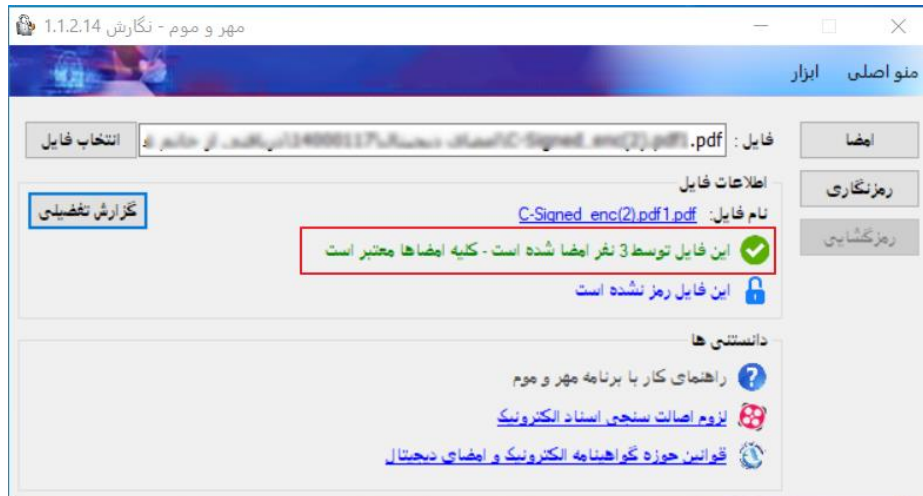 مهر و موم - نگارش 1.1.2.14
منو اصلی ابزار
امضا
رمزنگاری
رمزگشایی
فایل : .pdf انتخاب فایل
اطلاعات فایل
نام فایل: C-Signed_enc(2).pdf1.pdf
گزارش تفضیلی
این فایل توسط 3 نفر امضا شده است - کلیه امضاها معتبر است
این فایل رمز نشده است
دانستنی ها
راهنمای کار با برنامه مهر و موم
لزوم اصالت سنجی اسناد الکترونیک
قوانین حوزه گواهینامه الکترونیک و امضای دیجیتال